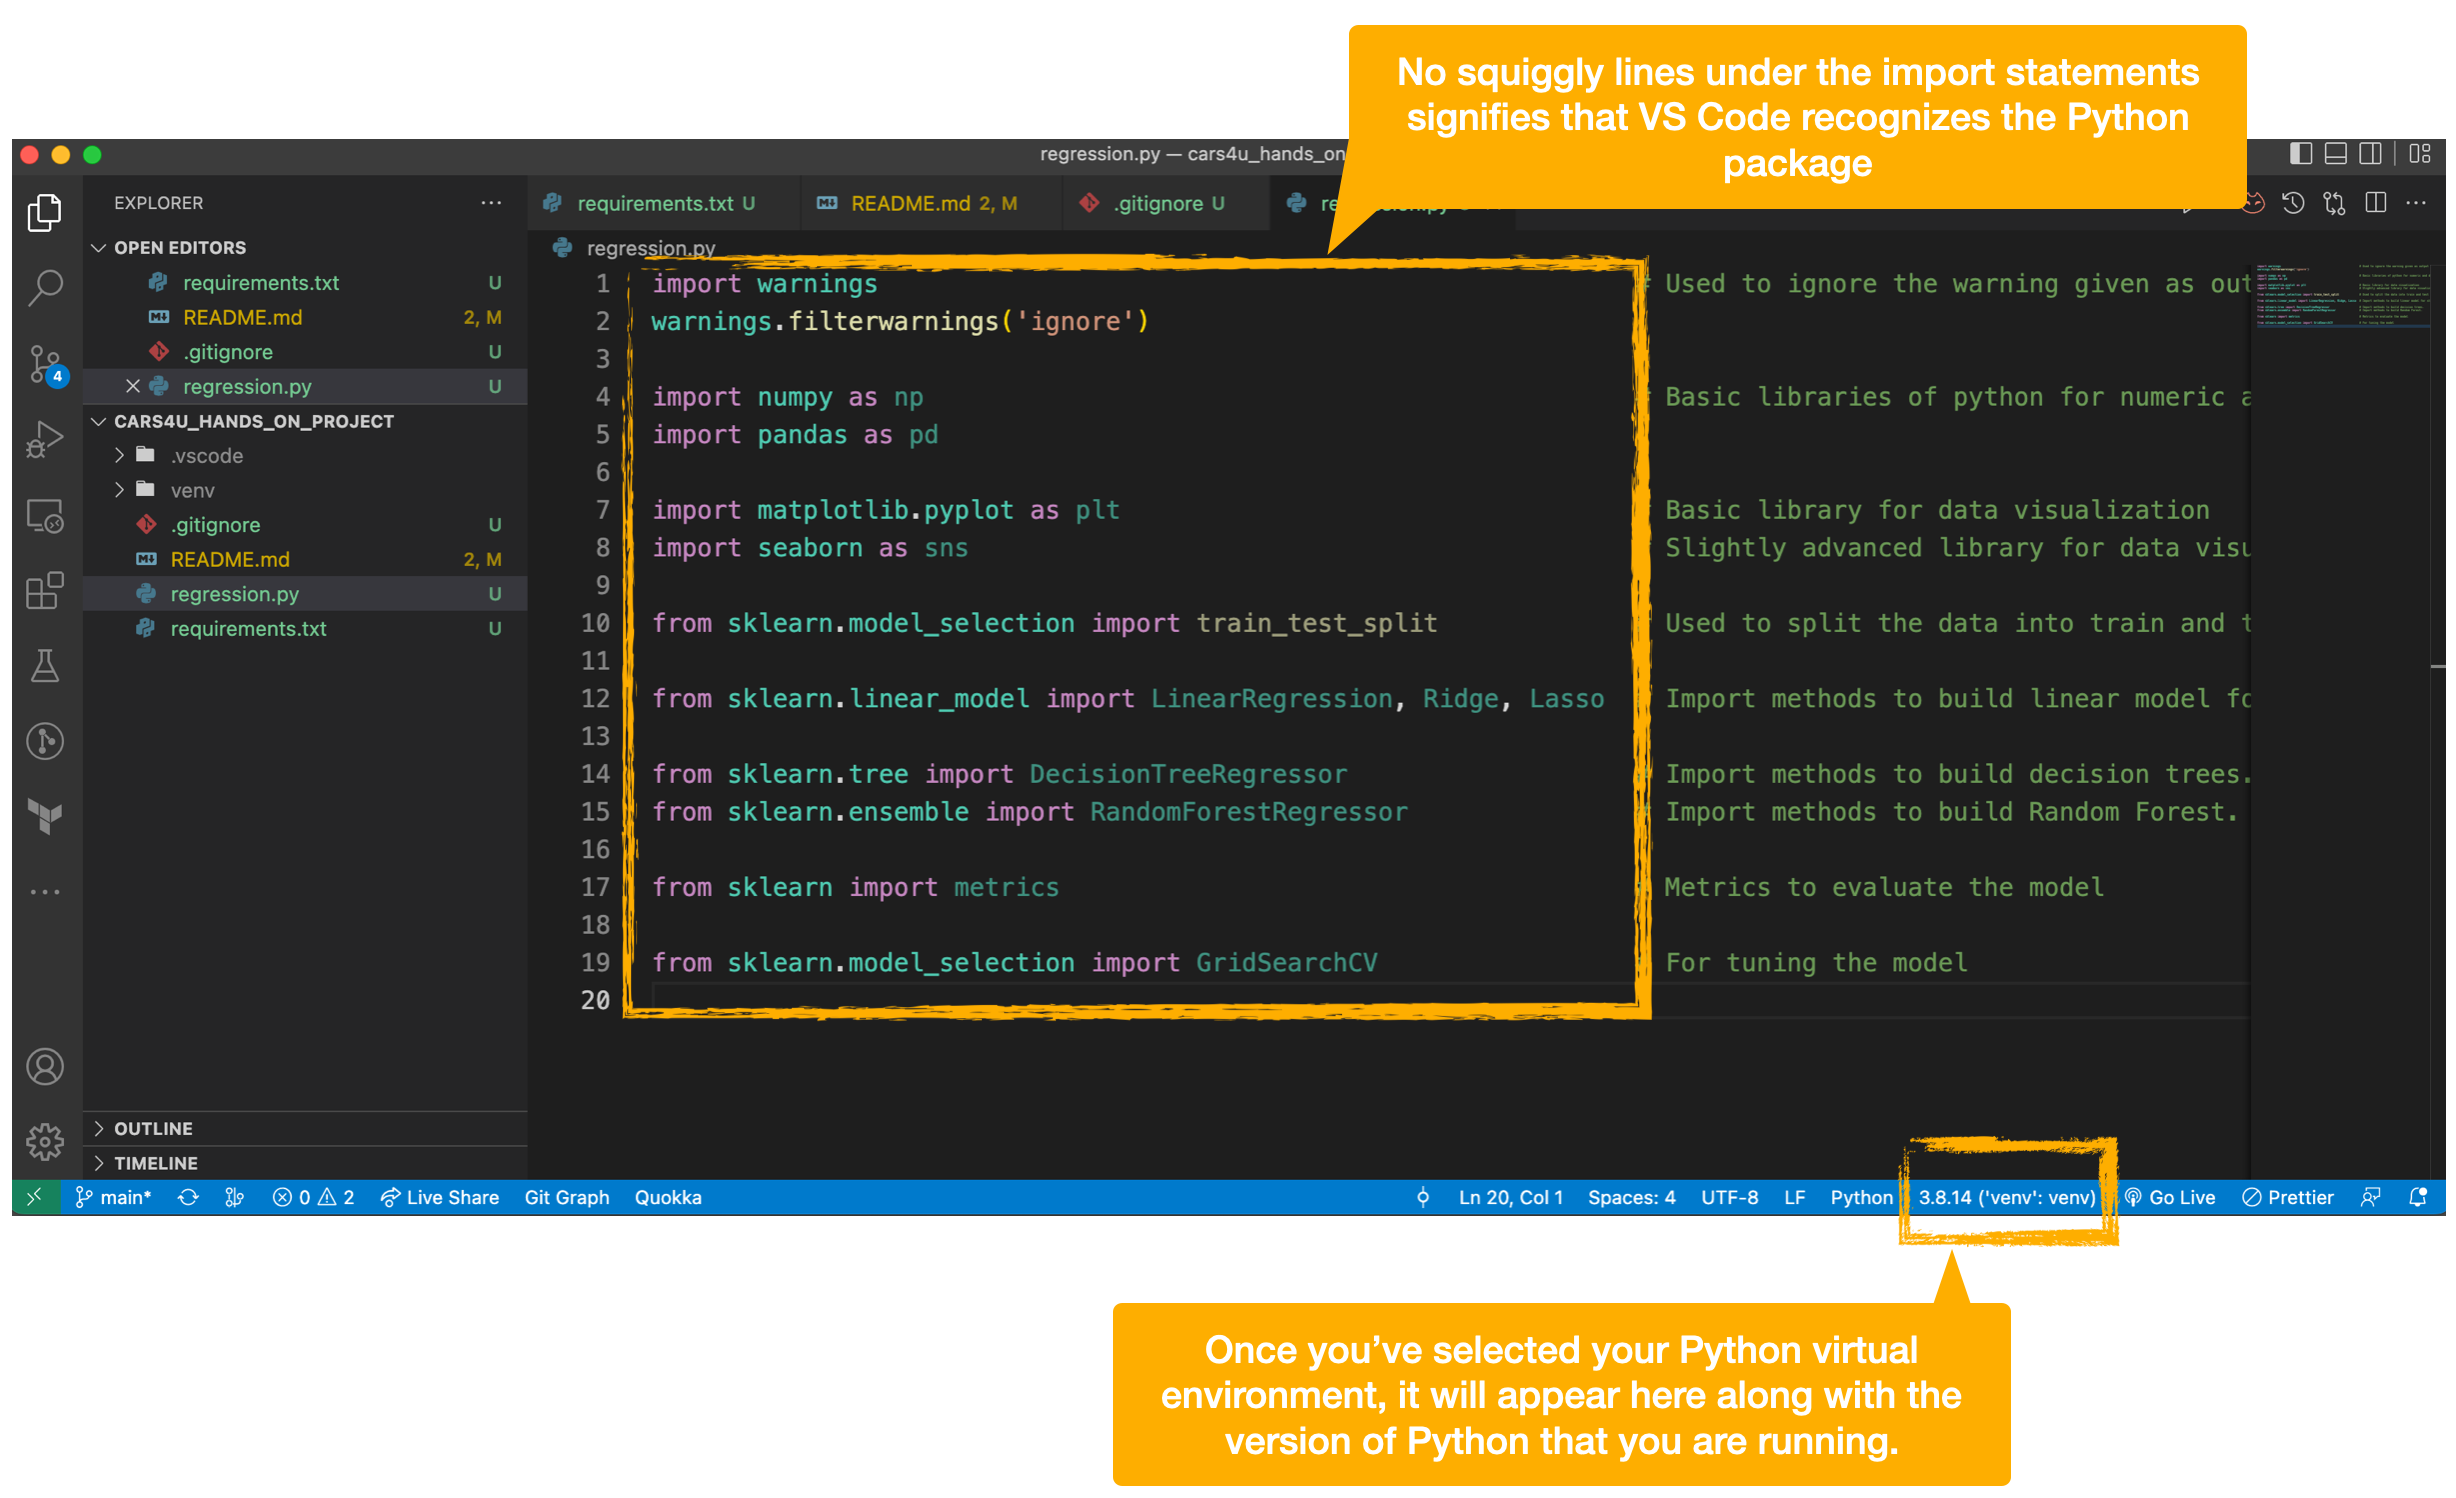 No squiggly lines under the import statements
signifies that VS Code recognizes the Python
package
regression.py — cars4u_hands_on
EXPLORER
requirements.txt U
README.md 2, M
.gitignore U
OPEN EDITORS
requirements.txt U
README.md 2, M
.gitignore U
regression.py U
CARS4U_HANDS_ON_PROJECT
.vscode
venv
.gitignore U
README.md 2, M
regression.py U
requirements.txt U
4
OUTLINE
TIMELINE
regression.py
1 import warnings # Used to ignore the warning given as out
2 warnings.filterwarnings('ignore')
3
4 import numpy as np Basic libraries of python for numeric a
5 import pandas as pd
6
7 import matplotlib.pyplot as plt Basic library for data visualization
8 import seaborn as sns Slightly advanced library for data visu
9
10 from sklearn.model_selection import train_test_split Used to split the data into train and t
11
12 from sklearn.linear_model import LinearRegression, Ridge, Lasso Import methods to build linear model fo
13
14 from sklearn.tree import DecisionTreeRegressor Import methods to build decision trees.
15 from sklearn.ensemble import RandomForestRegressor Import methods to build Random Forest.
16
17 from sklearn import metrics Metrics to evaluate the model
18
19 from sklearn.model_selection import GridSearchCV For tuning the model
20
main* 0 2 Live Share Git Graph Quokka Ln 20, Col 1 Spaces: 4 UTF-8 LF Python 3.8.14 ('venv': venv) Go Live Prettier
Once you’ve selected your Python virtual
environment, it will appear here along with the
version of Python that you are running.